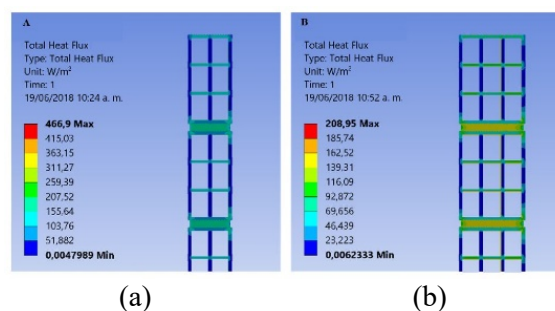 A
Total Heat Flux
Type: Total Heat Flux
Unit: W/m²
Time: 1
19/06/2018 10:24 a. m.
466,9 Max
415,03
363,15
311,27
259,39
207,52
155,64
103,76
51,882
0,0047989 Min
(a)
B
Total Heat Flux
Type: Total Heat Flux
Unit: W/m²
Time: 1
19/06/2018 10:52 a. m.
208,95 Max
185,74
162,52
139.31
116.09
92,872
69,656
46,439
23,223
0,0062333 Min
(b)